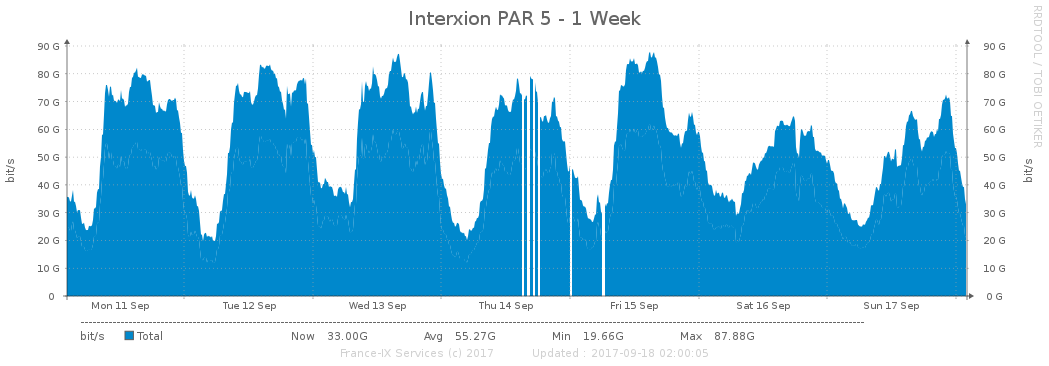 Interxion PAR 5 - 1 Week
RRDTOOL / TOBI OETIKER
bit/s
90 G 90 G
80 G 80 G
70 G 70 G
60 G 60 G
50 G 50 G
40 G 40 G
30 G 30 G
20 G 20 G
10 G 10 G
0 0 G
bit/s
Mon 11 Sep Tue 12 Sep Wed 13 Sep Thu 14 Sep Fri 15 Sep Sat 16 Sep Sun 17 Sep
bit/s Total Now 33.00G Avg 55.27G Min 19.66G Max 87.88G
France-IX Services (c) 2017 Updated : 2017-09-18 02:00:05